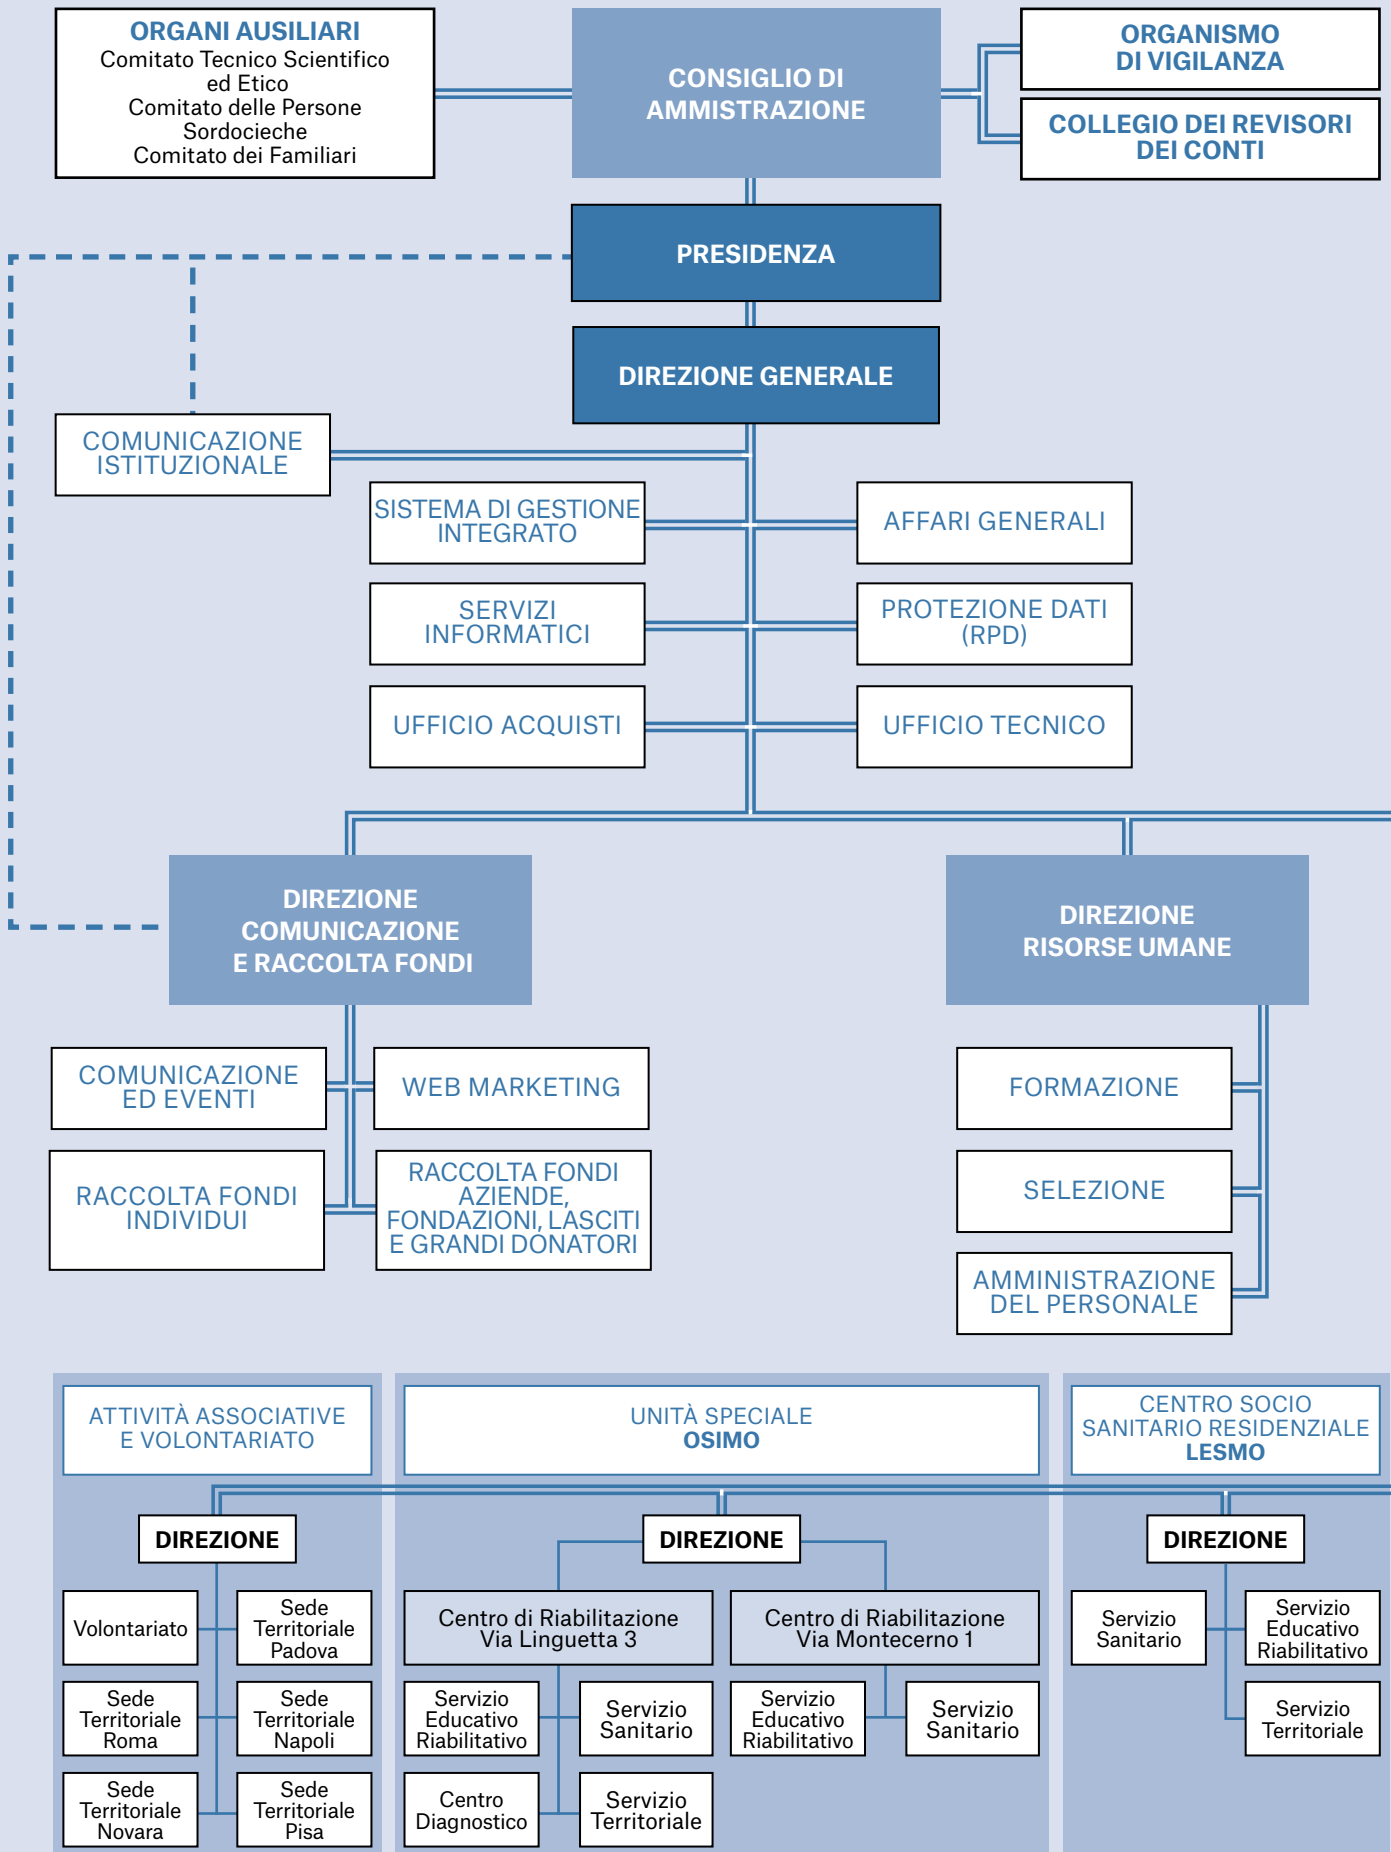 ORGANI AUSILIARI
Comitato Tecnico Scientifico
ed Etico
Comitato delle Persone
Sordocieche
Comitato dei Familiari
CONSIGLIO DI
AMMISTRAZIONE
ORGANISMO
DI VIGILANZA
COLLEGIO DEI REVISORI
DEI CONTI
PRESIDENZA
DIREZIONE GENERALE
COMUNICAZIONE
ISTITUZIONALE
SISTEMA DI GESTIONE
INTEGRATO
AFFARI GENERALI
SERVIZI
INFORMATICI
PROTEZIONE DATI
(RPD)
UFFICIO ACQUISTI
UFFICIO TECNICO
DIREZIONE
COMUNICAZIONE
E RACCOLTA FONDI
DIREZIONE
RISORSE UMANE
COMUNICAZIONE
ED EVENTI
WEB MARKETING
RACCOLTA FONDI
INDIVIDUI
RACCOLTA FONDI
AZIENDE,
FONDAZIONI, LASCITI
E GRANDI DONATORI
FORMAZIONE
SELEZIONE
AMMINISTRAZIONE
DEL PERSONALE
ATTIVITÀ ASSOCIATIVE
E VOLONTARIATO
DIREZIONE
Volontariato
Sede
Territoriale
Padova
Sede
Territoriale
Roma
Sede
Territoriale
Napoli
Sede
Territoriale
Novara
Sede
Territoriale
Pisa
UNITÀ SPECIALE
OSIMO
DIREZIONE
Centro di Riabilitazione
Via Linguetta 3
Servizio
Educativo
Riabilitativo
Servizio
Sanitario
Centro
Diagnostico
Servizio
Territoriale
Centro di Riabilitazione
Via Montecerno 1
Servizio
Educativo
Riabilitativo
Servizio
Sanitario
CENTRO SOCIO
SANITARIO RESIDENZIALE
LESMO
DIREZIONE
Servizio
Sanitario
Servizio
Educativo
Riabilitativo
Servizio
Territoriale